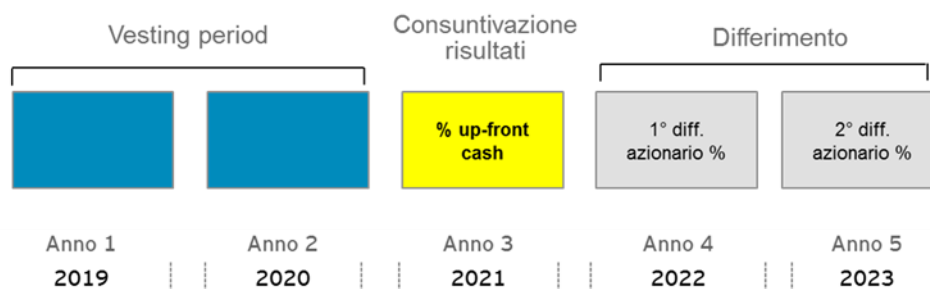 Vesting period
Consuntivazione
risultati
Differimento
% up-front
cash
1° diff.
azionario %
2° diff.
azionario %
Anno 1
Anno 2
Anno 3
Anno 4
Anno 5
2019
2020
2021
2022
2023